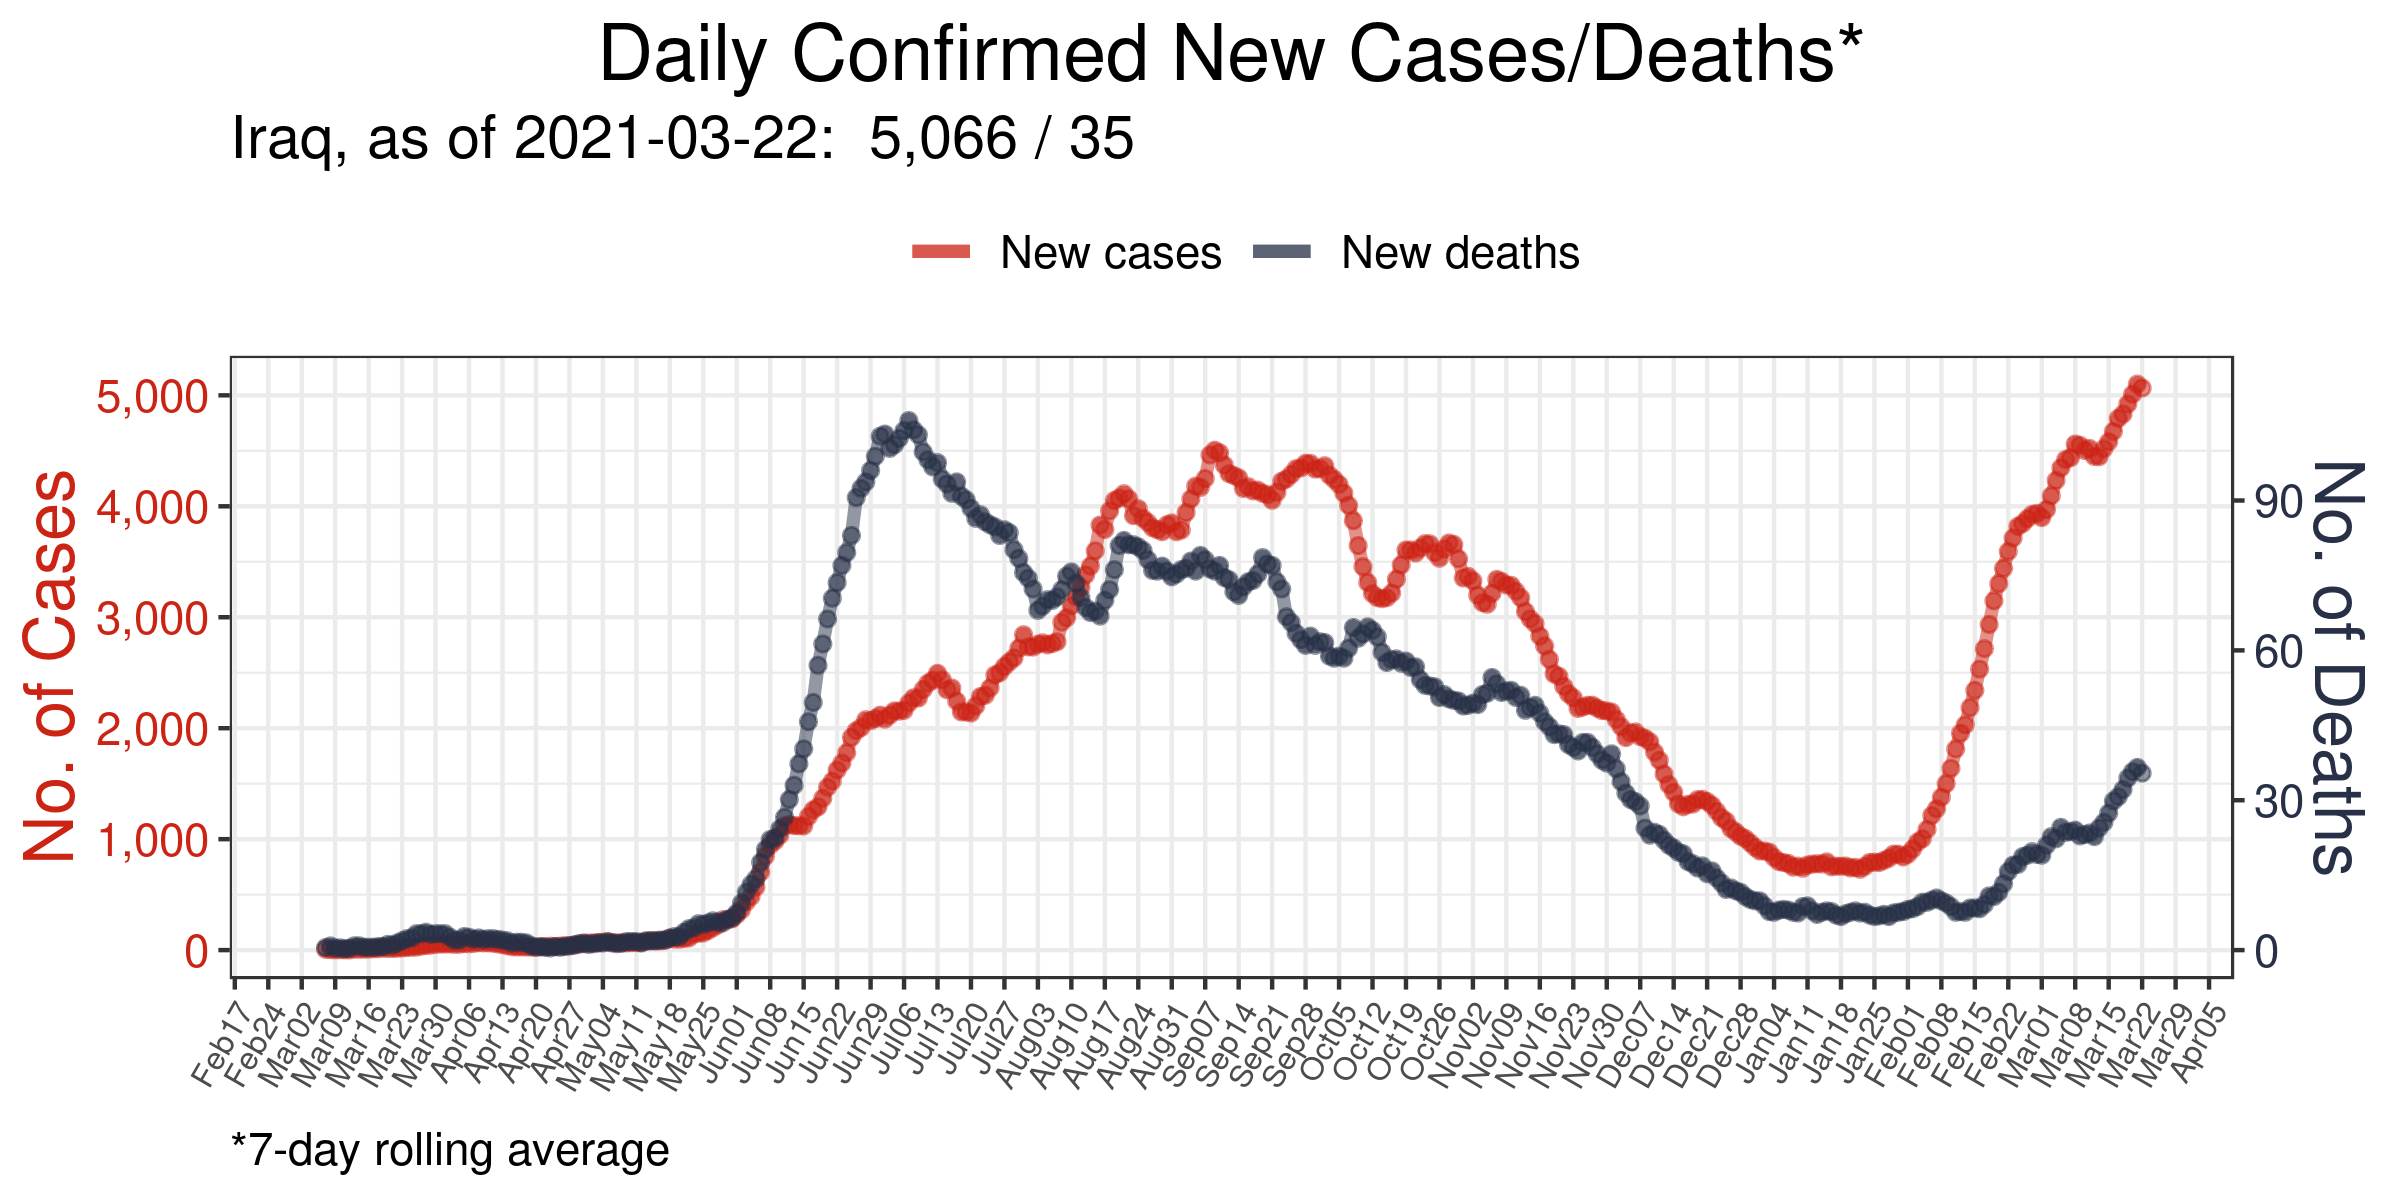 Daily Confirmed New Cases/Deaths*
Iraq, as of 2021-03-22:  5,066 / 35
New cases
New deaths
No. of Cases
5,000
4,000
3,000
2,000
1,000
0
90
60
30
0
No. of Deaths
Feb17
Feb24
Mar02
Mar09
Mar16
Mar23
Mar30
Apr06
Apr13
Apr20
Apr27
May04
May11
May18
May25
Jun01
Jun08
Jun15
Jun22
Jun29
Jul06
Jul13
Jul20
Jul27
Aug03
Aug10
Aug17
Aug24
Aug31
Sep07
Sep14
Sep21
Sep28
Oct05
Oct12
Oct19
Oct26
Nov02
Nov09
Nov16
Nov23
Nov30
Dec07
Dec14
Dec21
Dec28
Jan04
Jan11
Jan18
Jan25
Feb01
Feb08
Feb15
Feb22
Mar01
Mar08
Mar15
Mar22
Mar29
Apr05
*7-day rolling average